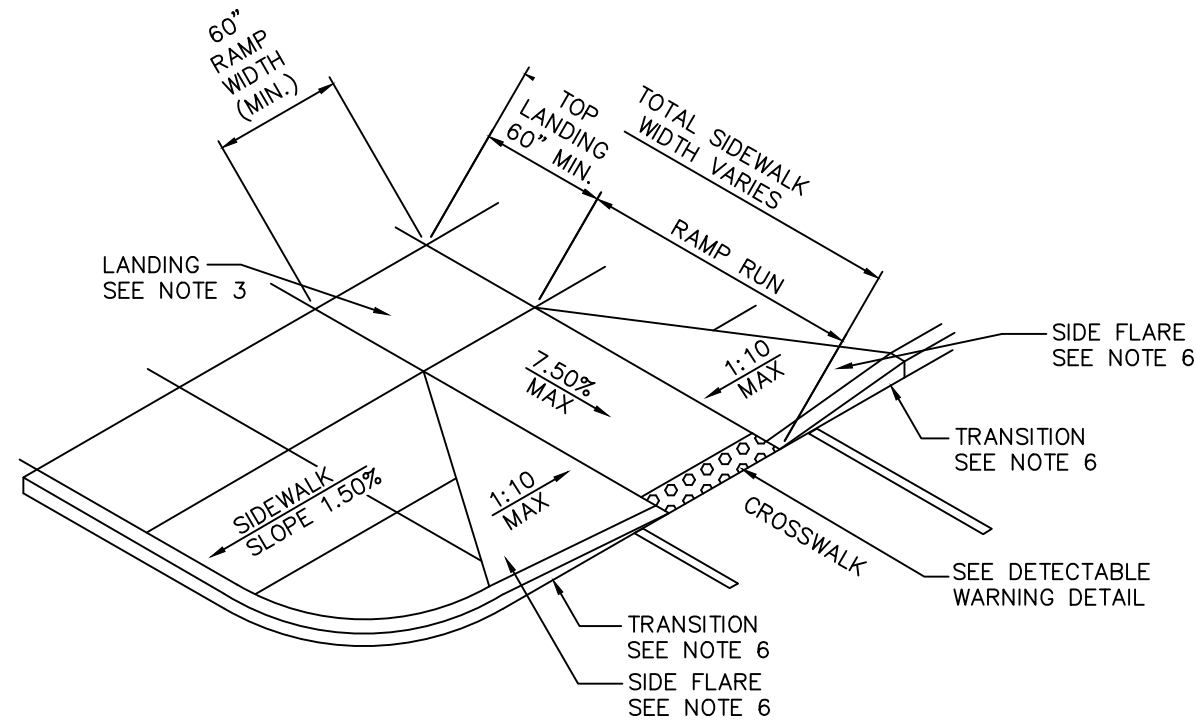 60"
RAMP
WIDTH
(MIN.)
TOP
LANDING
60" MIN.
TOTAL SIDEWALK
WIDTH VARIES
RAMP RUN
LANDING
SEE NOTE 3
SIDE FLARE
SEE NOTE 6
7.50%
MAX
1:10
MAX
TRANSITION
SEE NOTE 6
SIDEWALK
SLOPE 1.50%
1:10
MAX
CROSSWALK
SEE DETECTABLE
WARNING DETAIL
TRANSITION
SEE NOTE 6
SIDE FLARE
SEE NOTE 6